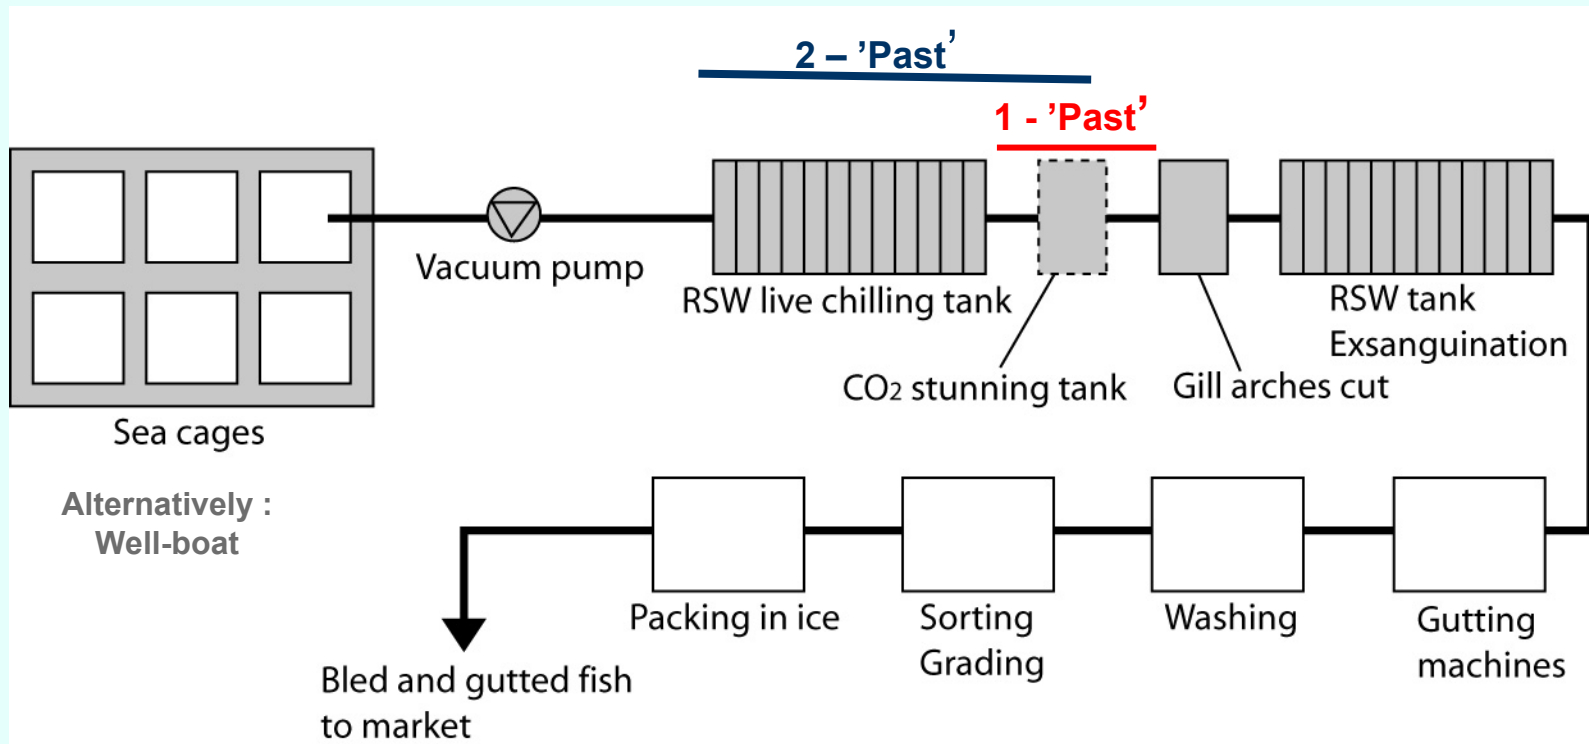 2 – ’Past’
1 - ’Past’
Vacuum pump
RSW live chilling tank
RSW tank
Exsanguination
CO2 stunning tank
Gill arches cut
Sea cages
Alternatively :
Well-boat
Packing in ice
Sorting
Grading
Washing
Gutting
machines
Bled and gutted fish
to market